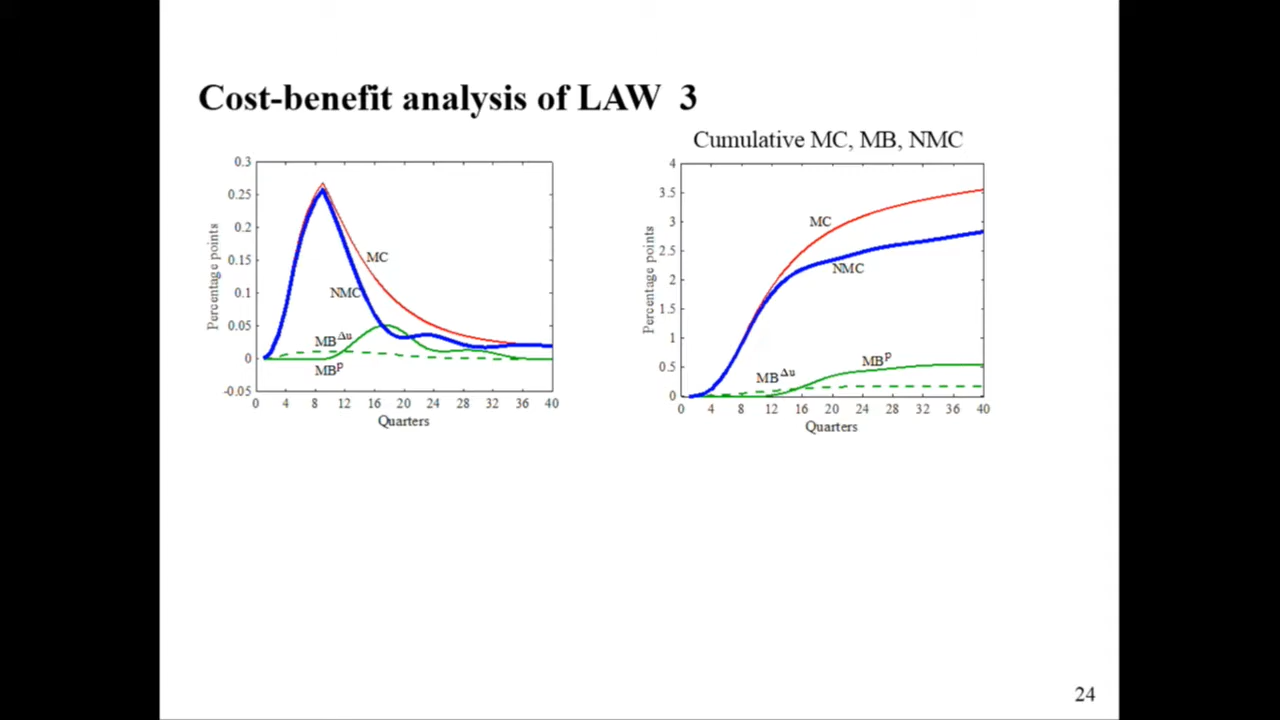 Cost-benefit analysis of LAW 3
Cumulative MC, MB, NMC
0.3
0.25
0.2
0.15
0.1
0.05
0
-0.05
Percentage points
MC
NMC
MB^Δu
MB^p
0 4 8 12 16 20 24 28 32 36 40
Quarters
4
3.5
3
2.5
2
1.5
1
0.5
0
Percentage points
MC
NMC
MB^p
MB^Δu
0 4 8 12 16 20 24 28 32 36 40
Quarters
24